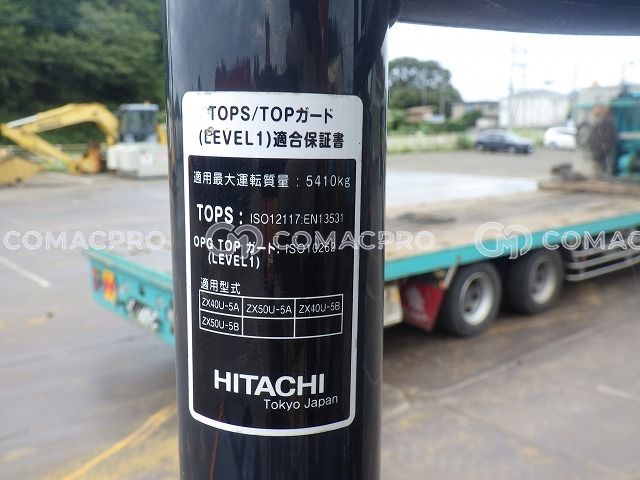 TOPS/TOPガード
(LEVEL1)適合保証書
適用最大運転質量：5410kg
TOPS：ISO12117:EN13531
OPG TOP ガード：ISO10262
(LEVEL1)
適用型式
ZX40U-5A ZX50U-5A ZX40U-5B
ZX50U-5B
HITACHI
Tokyo Japan
COMACPRO COMACPRO COMACPRO